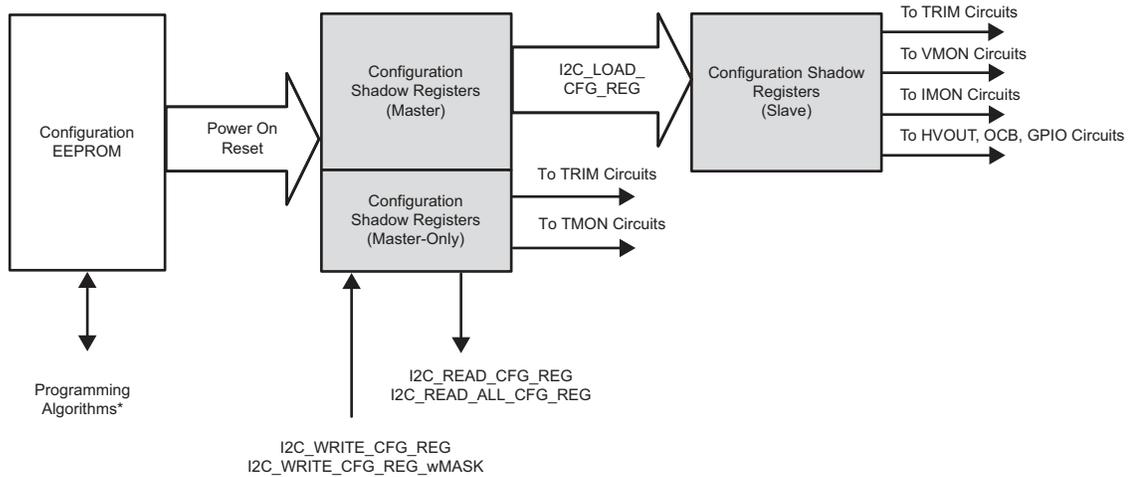 Configuration
EEPROM
Power On
Reset
Configuration
Shadow Registers
(Master)
I2C_LOAD_
CFG_REG
Configuration Shadow
Registers
(Slave)
To TRIM Circuits
To VMON Circuits
To IMON Circuits
To HVOUT, OCB, GPIO Circuits
Configuration
Shadow Registers
(Master-Only)
To TRIM Circuits
To TMON Circuits
Programming
Algorithms*
I2C_READ_CFG_REG
I2C_READ_ALL_CFG_REG
I2C_WRITE_CFG_REG
I2C_WRITE_CFG_REG_wMASK